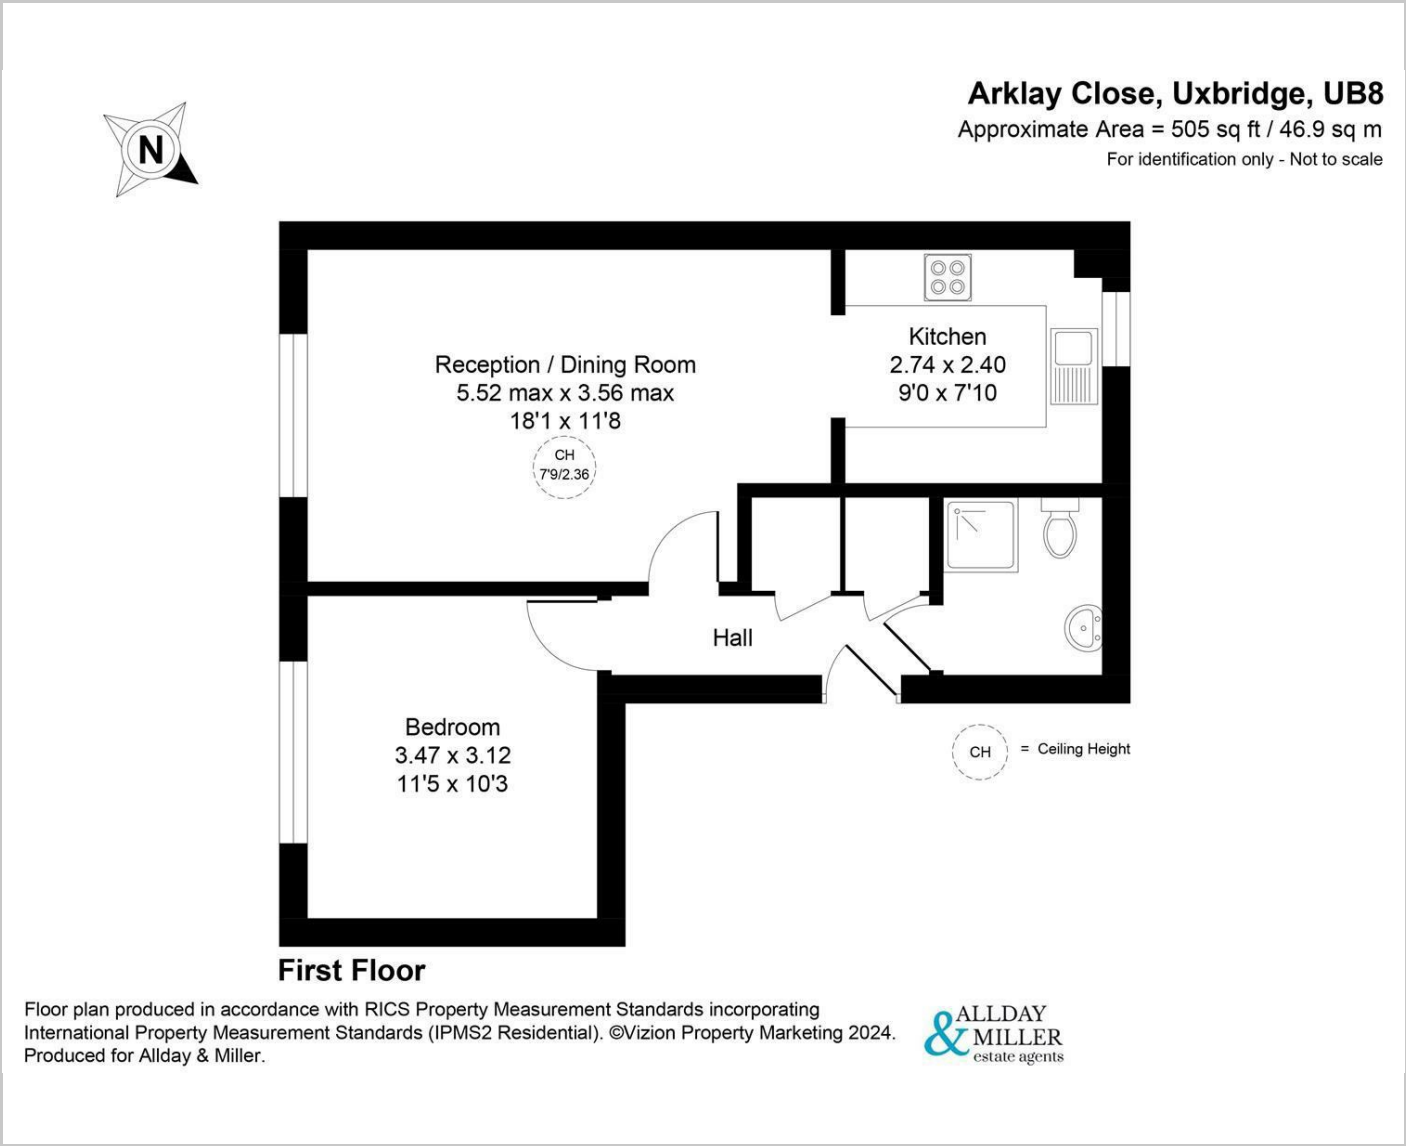 N
Arklay Close, Uxbridge, UB8
Approximate Area = 505 sq ft / 46.9 sq m
For identification only - Not to scale
Reception / Dining Room
5.52 max x 3.56 max
18'1 x 11'8
CH
7'9/2.36
Kitchen
2.74 x 2.40
9'0 x 7'10
Hall
Bedroom
3.47 x 3.12
11'5 x 10'3
CH = Ceiling Height
First Floor
Floor plan produced in accordance with RICS Property Measurement Standards incorporating
International Property Measurement Standards (IPMS2 Residential). ©Vizion Property Marketing 2024.
Produced for Allday & Miller.
ALLDAY
& MILLER
estate agents